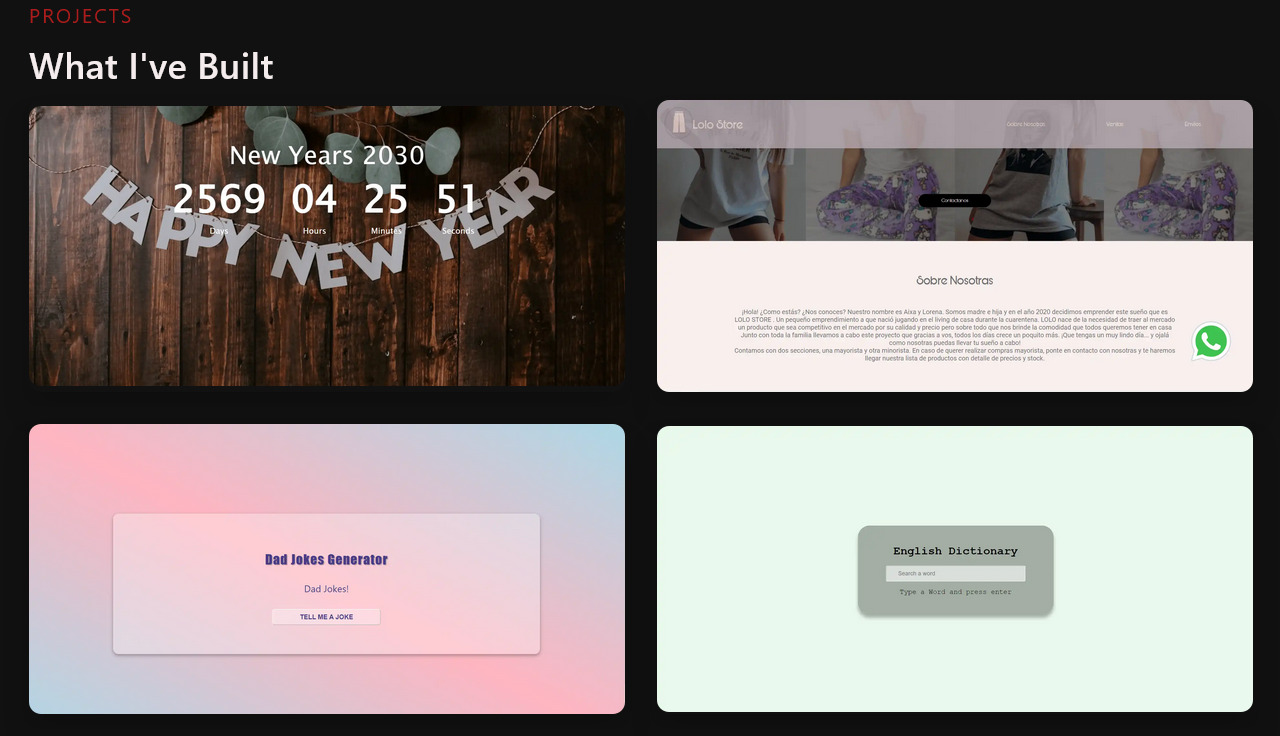 PROJECTS
What I've Built
New Years 2030
2569 04 25 51
Days Hours Minutes Seconds
HAPPY NEW YEAR
Lolo Store
Sobre Nosotras
Ventas
Envíos
Contactanos
Sobre Nosotras
¡Hola! ¿Como estás? ¿Nos conoces? Nuestro nombre es Aixa y Lorena. Somos madre e hija y en el año 2020 decidimos emprender este sueño que es
LOLO STORE . Un pequeño emprendimiento a que nació jugando en el living de casa durante la cuarentena. LOLO nace de la necesidad de traer al mercado
un producto que sea competitivo en el mercado por su calidad y precio pero sobre todo que nos brinde la comodidad que todos queremos tener en casa
Junto con toda la familia llevamos a cabo este proyecto que gracias a vos, todos los días crece un poquito más. ¡Que tengas un muy lindo día... y ojalá
como nosotras puedas llevar tu sueño a cabo!
Contamos con dos secciones, una mayorista y otra minorista. En caso de querer realizar compras mayorista, ponte en contacto con nosotras y te haremos
llegar nuestra lista de productos con detalle de precios y stock.
Dad Jokes Generator
Dad Jokes!
TELL ME A JOKE
English Dictionary
Search a word
Type a Word and press enter